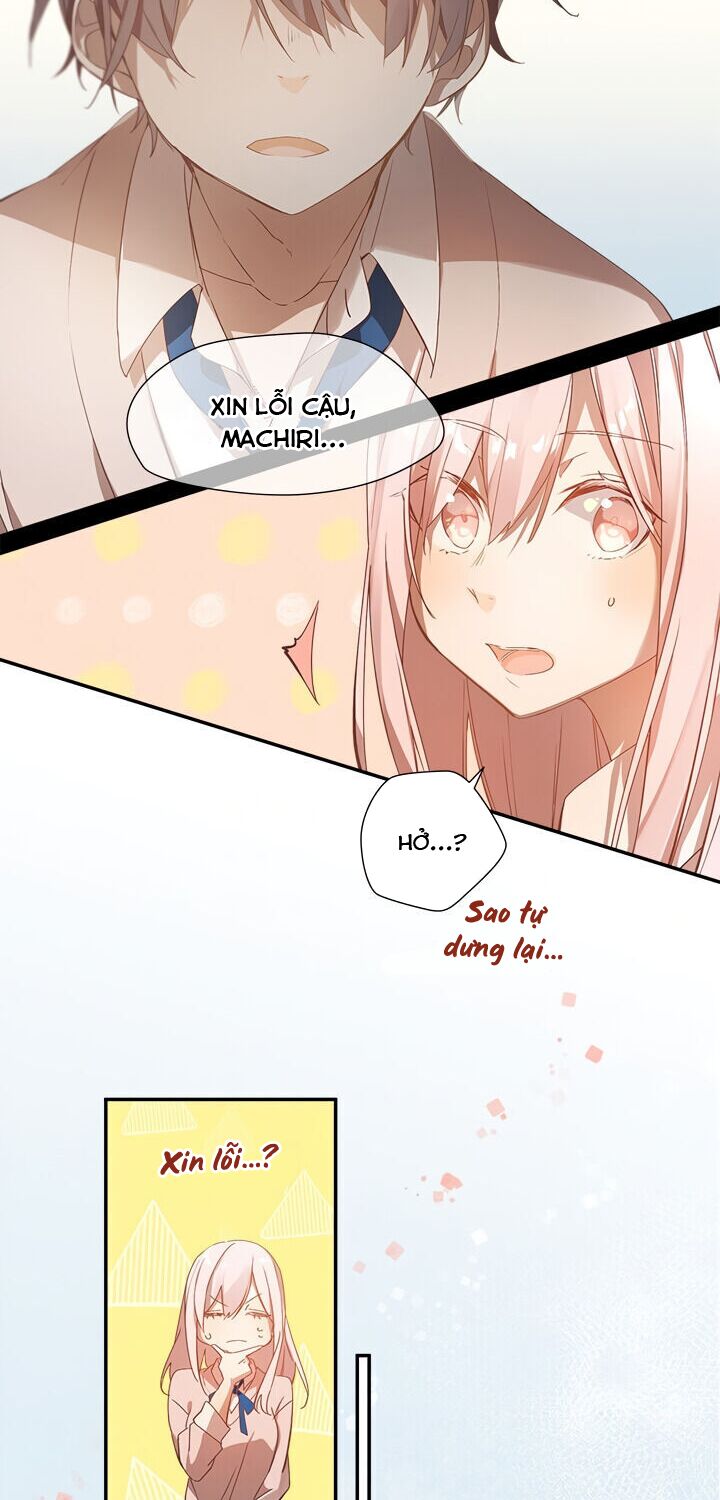 XIN LỖI CẬU,
MACHIRI...
HỞ...?
Sao tự
dưng lại...
Xin lỗi...?